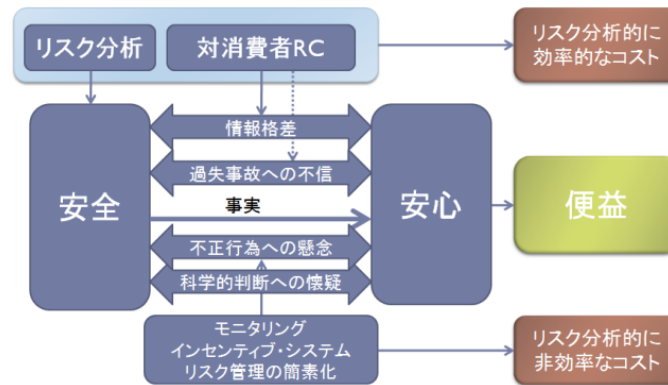 リスク分析
対消費者RC
リスク分析的に
効率的なコスト
情報格差
過失事故への不信
安全
事実
安心
便益
不正行為への懸念
科学的判断への懐疑
モニタリング
インセンティブ・システム
リスク管理の簡素化
リスク分析的に
非効率なコスト